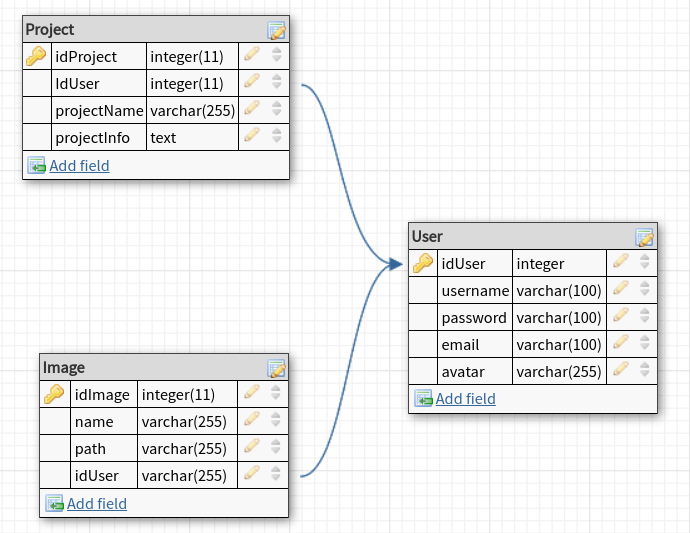 Project
idProject integer(11)
IdUser integer(11)
projectName varchar(255)
projectInfo text
Add field
User
idUser integer
username varchar(100)
password varchar(100)
email varchar(100)
avatar varchar(255)
Add field
Image
idImage integer(11)
name varchar(255)
path varchar(255)
idUser varchar(255)
Add field